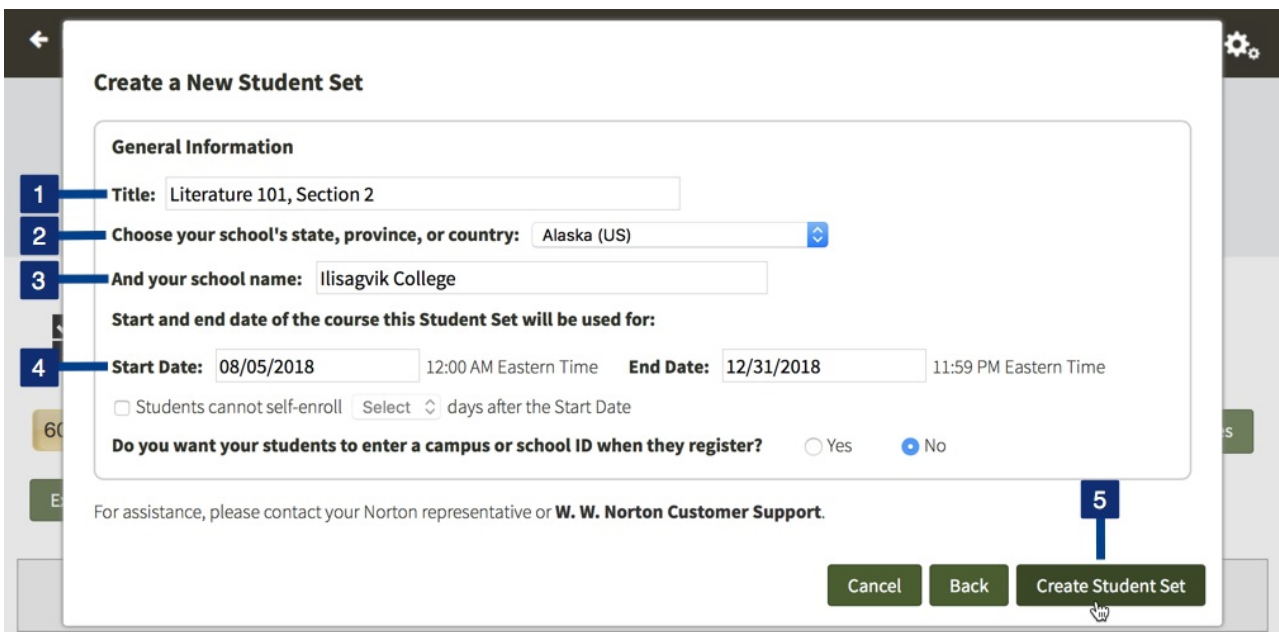 Create a New Student Set
General Information
1 Title: Literature 101, Section 2
2 Choose your school's state, province, or country: Alaska (US)
3 And your school name: Ilisagvik College
Start and end date of the course this Student Set will be used for:
4 Start Date: 08/05/2018 12:00 AM Eastern Time End Date: 12/31/2018 11:59 PM Eastern Time
Students cannot self-enroll Select days after the Start Date
Do you want your students to enter a campus or school ID when they register? Yes No
5
For assistance, please contact your Norton representative or W. W. Norton Customer Support.
Cancel Back Create Student Set